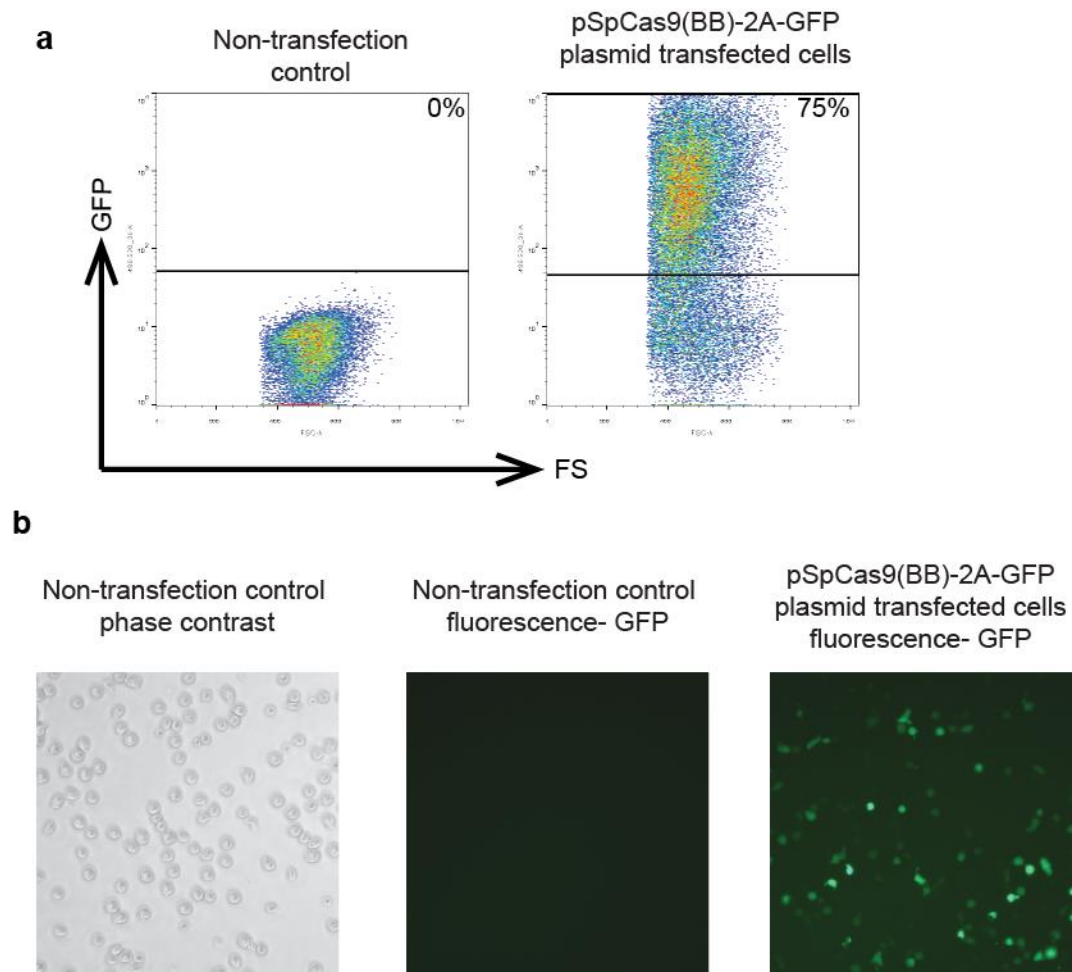 a
Non-transfection
control
pSpCas9(BB)-2A-GFP
plasmid transfected cells
0%
75%
GFP
FS
b
Non-transfection control
phase contrast
Non-transfection control
fluorescence- GFP
pSpCas9(BB)-2A-GFP
plasmid transfected cells
fluorescence- GFP